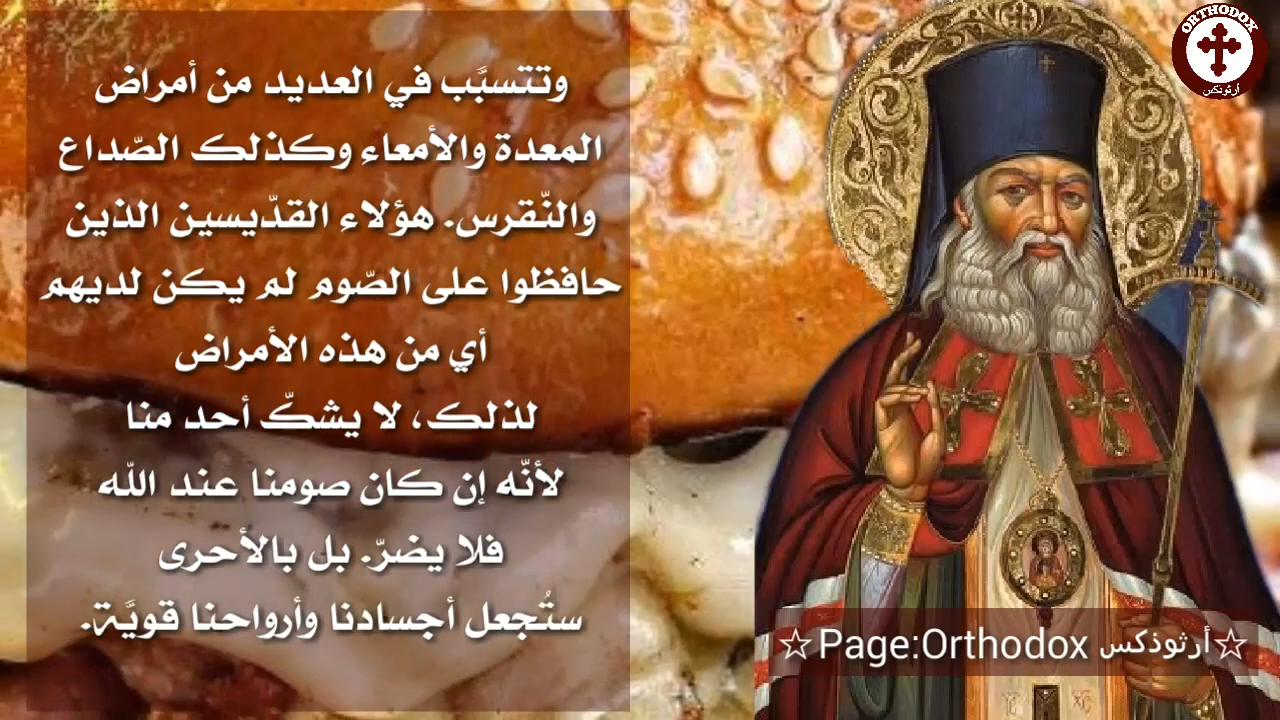 وتتسبَّب في العديد من أمراض
المعدة والأمعاء وكذلك الصّداع
والنّقرس. هؤلاء القدّيسين الذين
حافظوا على الصّوم لم يكن لديهم
أي من هذه الأمراض
لذلك، لا يشكّ أحد منا
لأنّه إن كان صومنا عند اللّه
فلا يضرّ. بل بالأحرى
ستُجعل أجسادنا وأرواحنا قويَّة.
ORTHODOX
أرثوذكس
☆Page:Orthodox أرثوذكس☆